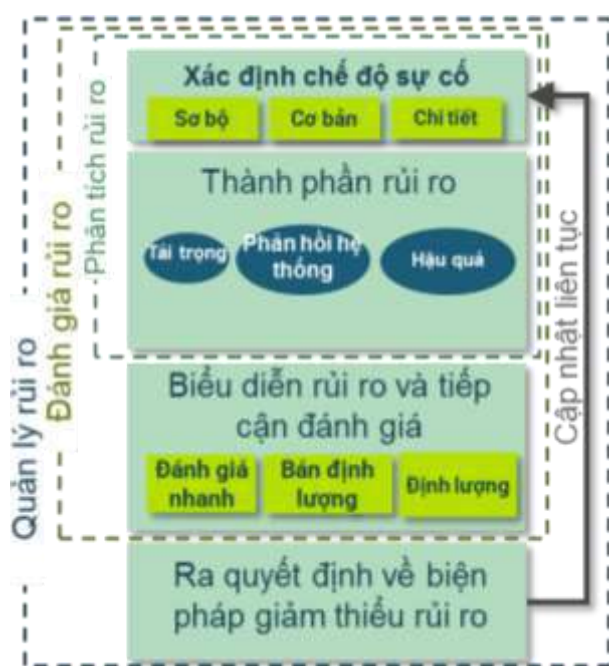 Xác định chế độ sự cố
Sơ bộ
Cơ bản
Chi tiết
Thành phần rủi ro
Tải trọng
Phản hồi hệ
thống
Hậu quả
Biểu diễn rủi ro và tiếp
cận đánh giá
Đánh giá
nhanh
Bán định
lượng
Định lượng
Ra quyết định về biện
pháp giảm thiểu rủi ro
Quản lý rủi ro
Đánh giá rủi ro
Phân tích rủi ro
Cập nhật liên tục